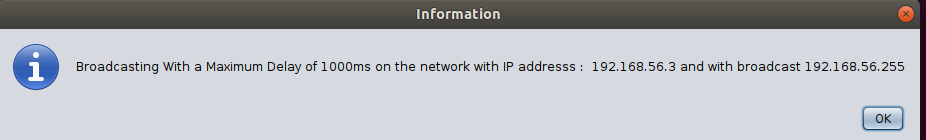 Information
Broadcasting With a Maximum Delay of 1000ms on the network with IP addresss : 192.168.56.3 and with broadcast 192.168.56.255
OK